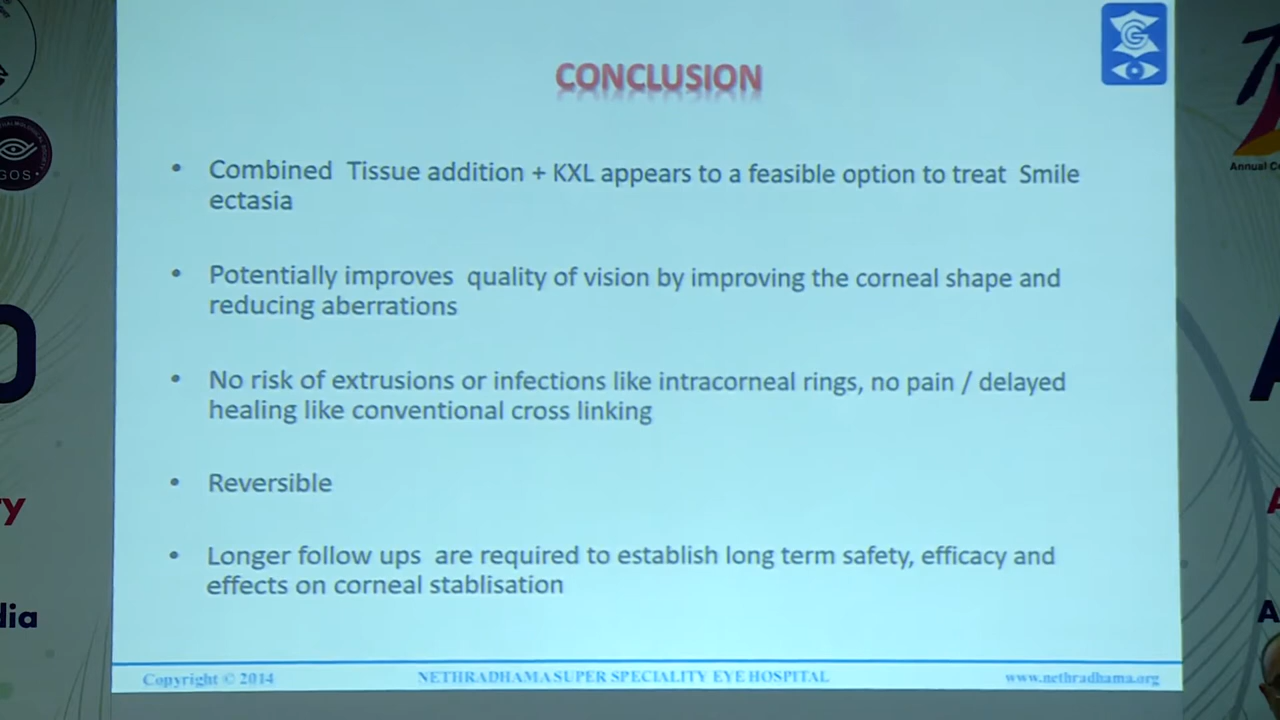 CONCLUSION
• Combined Tissue addition + KXL appears to a feasible option to treat Smile
ectasia
• Potentially improves quality of vision by improving the corneal shape and
reducing aberrations
• No risk of extrusions or infections like intracorneal rings, no pain / delayed
healing like conventional cross linking
• Reversible
• Longer follow ups are required to establish long term safety, efficacy and
effects on corneal stablisation
Copyright © 2014
NETHRADHAMA SUPER SPECIALITY EYE HOSPITAL
www.nethradhama.org
Annual